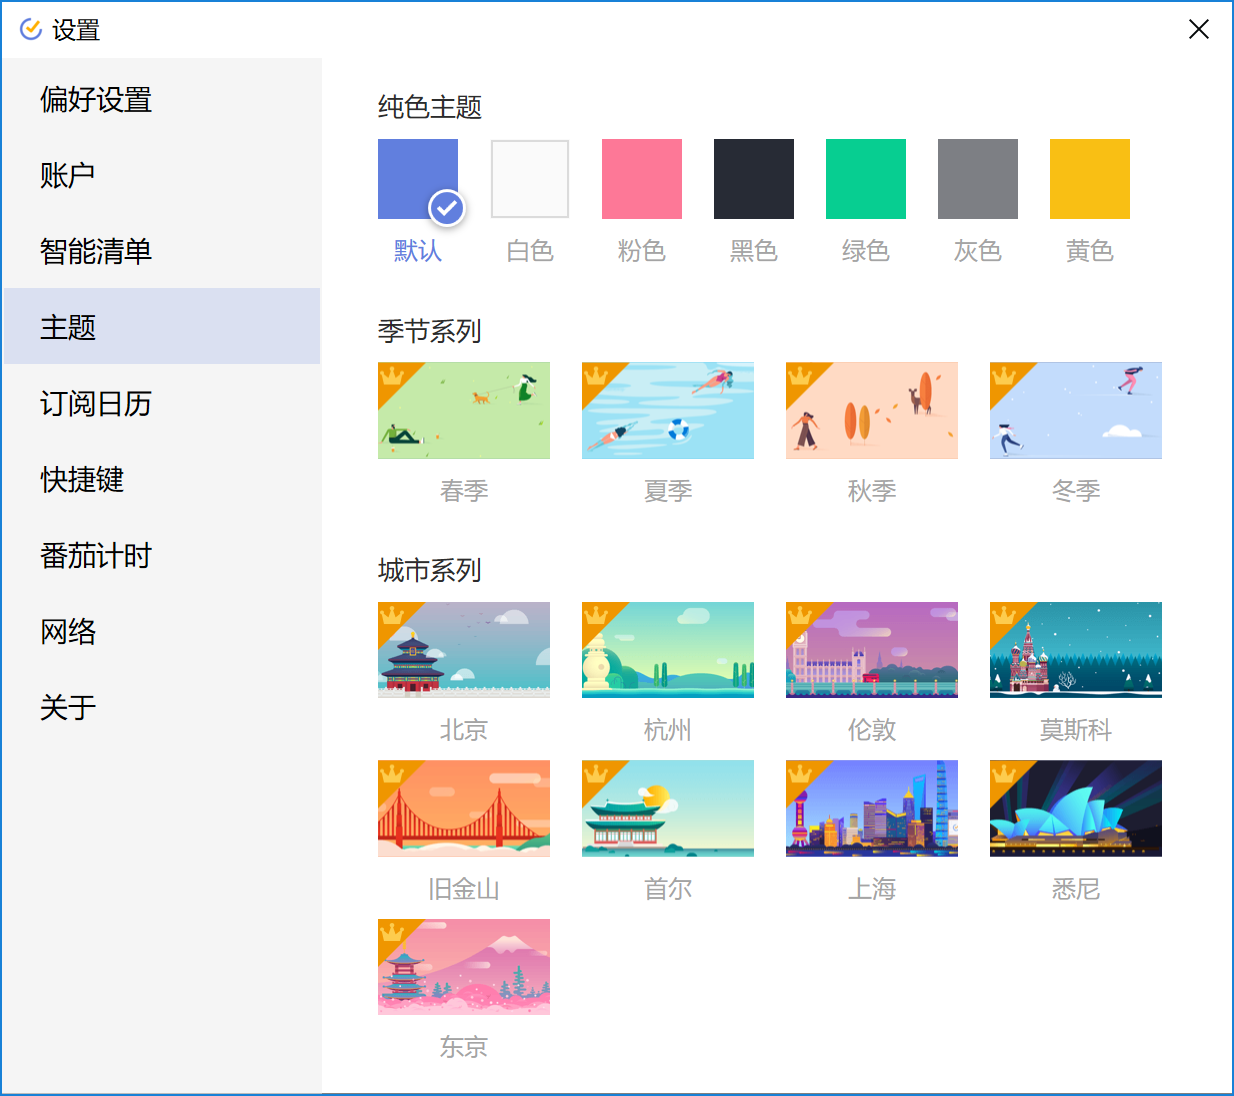 设置
偏好设置
账户
智能清单
主题
订阅日历
快捷键
番茄计时
网络
关于
纯色主题
默认 白色 粉色 黑色 绿色 灰色 黄色
季节系列
春季 夏季 秋季 冬季
城市系列
北京 杭州 伦敦 莫斯科
旧金山 首尔 上海 悉尼
东京